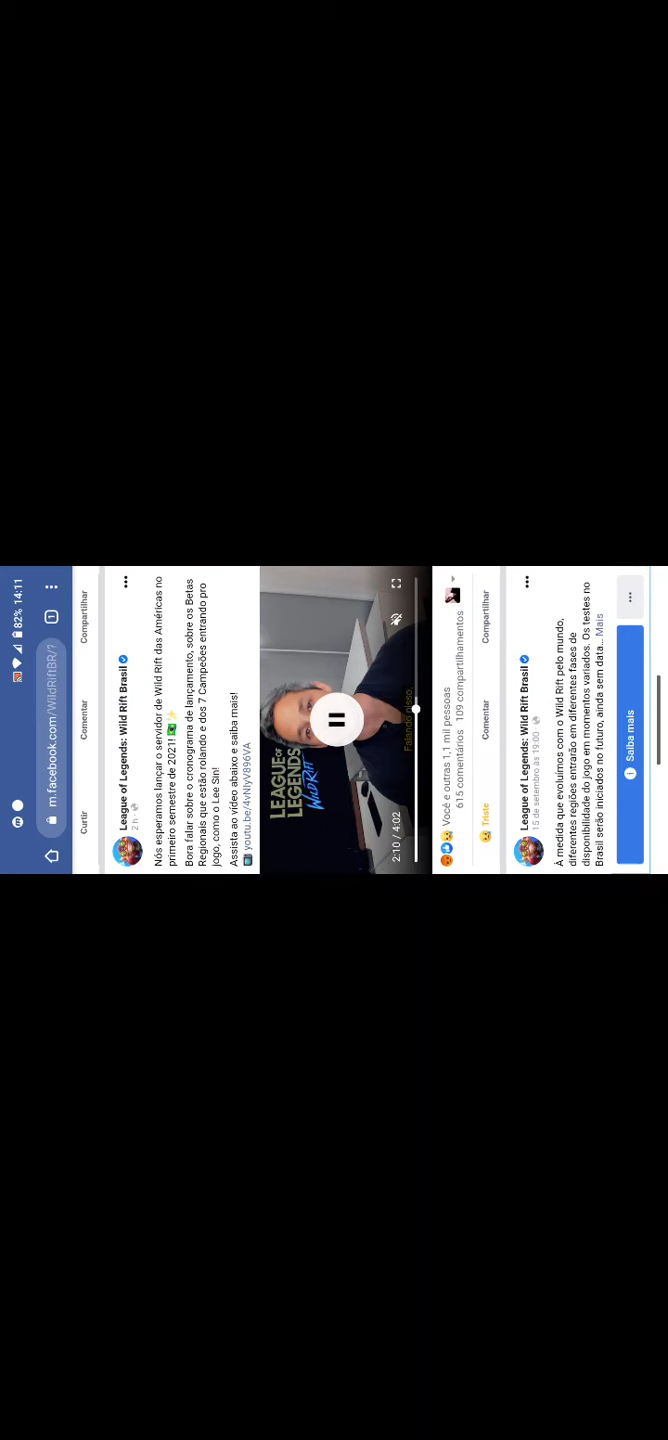 82% 14:11
m.facebook.com/WildRiftBR/?
1
Curtir Comentar Compartilhar
League of Legends: Wild Rift Brasil
2 h ·
Nós esperamos lançar o servidor de Wild Rift das Américas no
primeiro semestre de 2021! 🇧🇷✨
Bora falar sobre o cronograma de lançamento, sobre os Betas
Regionais que estão rolando e dos 7 Campeões entrando pro
jogo, como o Lee Sin!
Assista ao vídeo abaixo e saiba mais!
📺 youtu.be/4vNIyV896VA
LEAGUE OF
LEGENDS
WILD RIFT
2:10 / 4:02
Falando nisso,
Você e outras 1,1 mil pessoas
615 comentários 109 compartilhamentos
Triste Comentar Compartilhar
League of Legends: Wild Rift Brasil
15 de setembro às 19:00 ·
À medida que evoluímos com o Wild Rift pelo mundo,
diferentes regiões entrarão em diferentes fases de
disponibilidade do jogo em momentos variados. Os testes no
Brasil serão iniciados no futuro, ainda sem data... Mais
Saiba mais